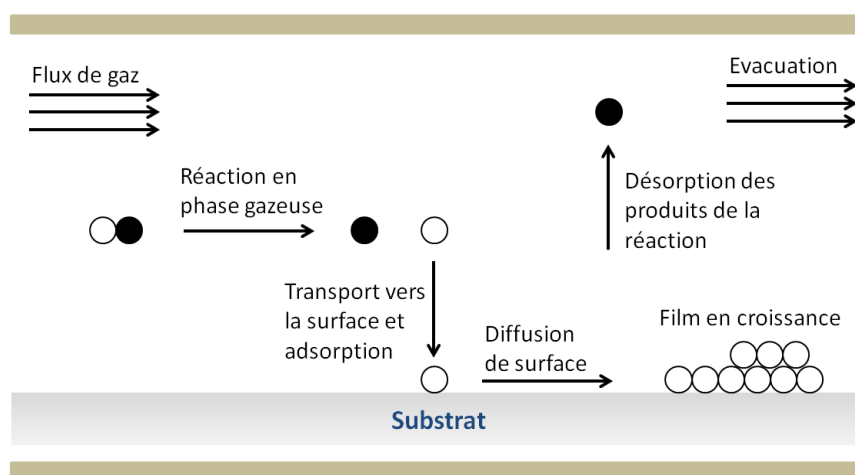 Flux de gaz
Evacuation
Réaction en
phase gazeuse
Désorption des
produits de la
réaction
Transport vers
la surface et
adsorption
Diffusion
de surface
Film en croissance
Substrat